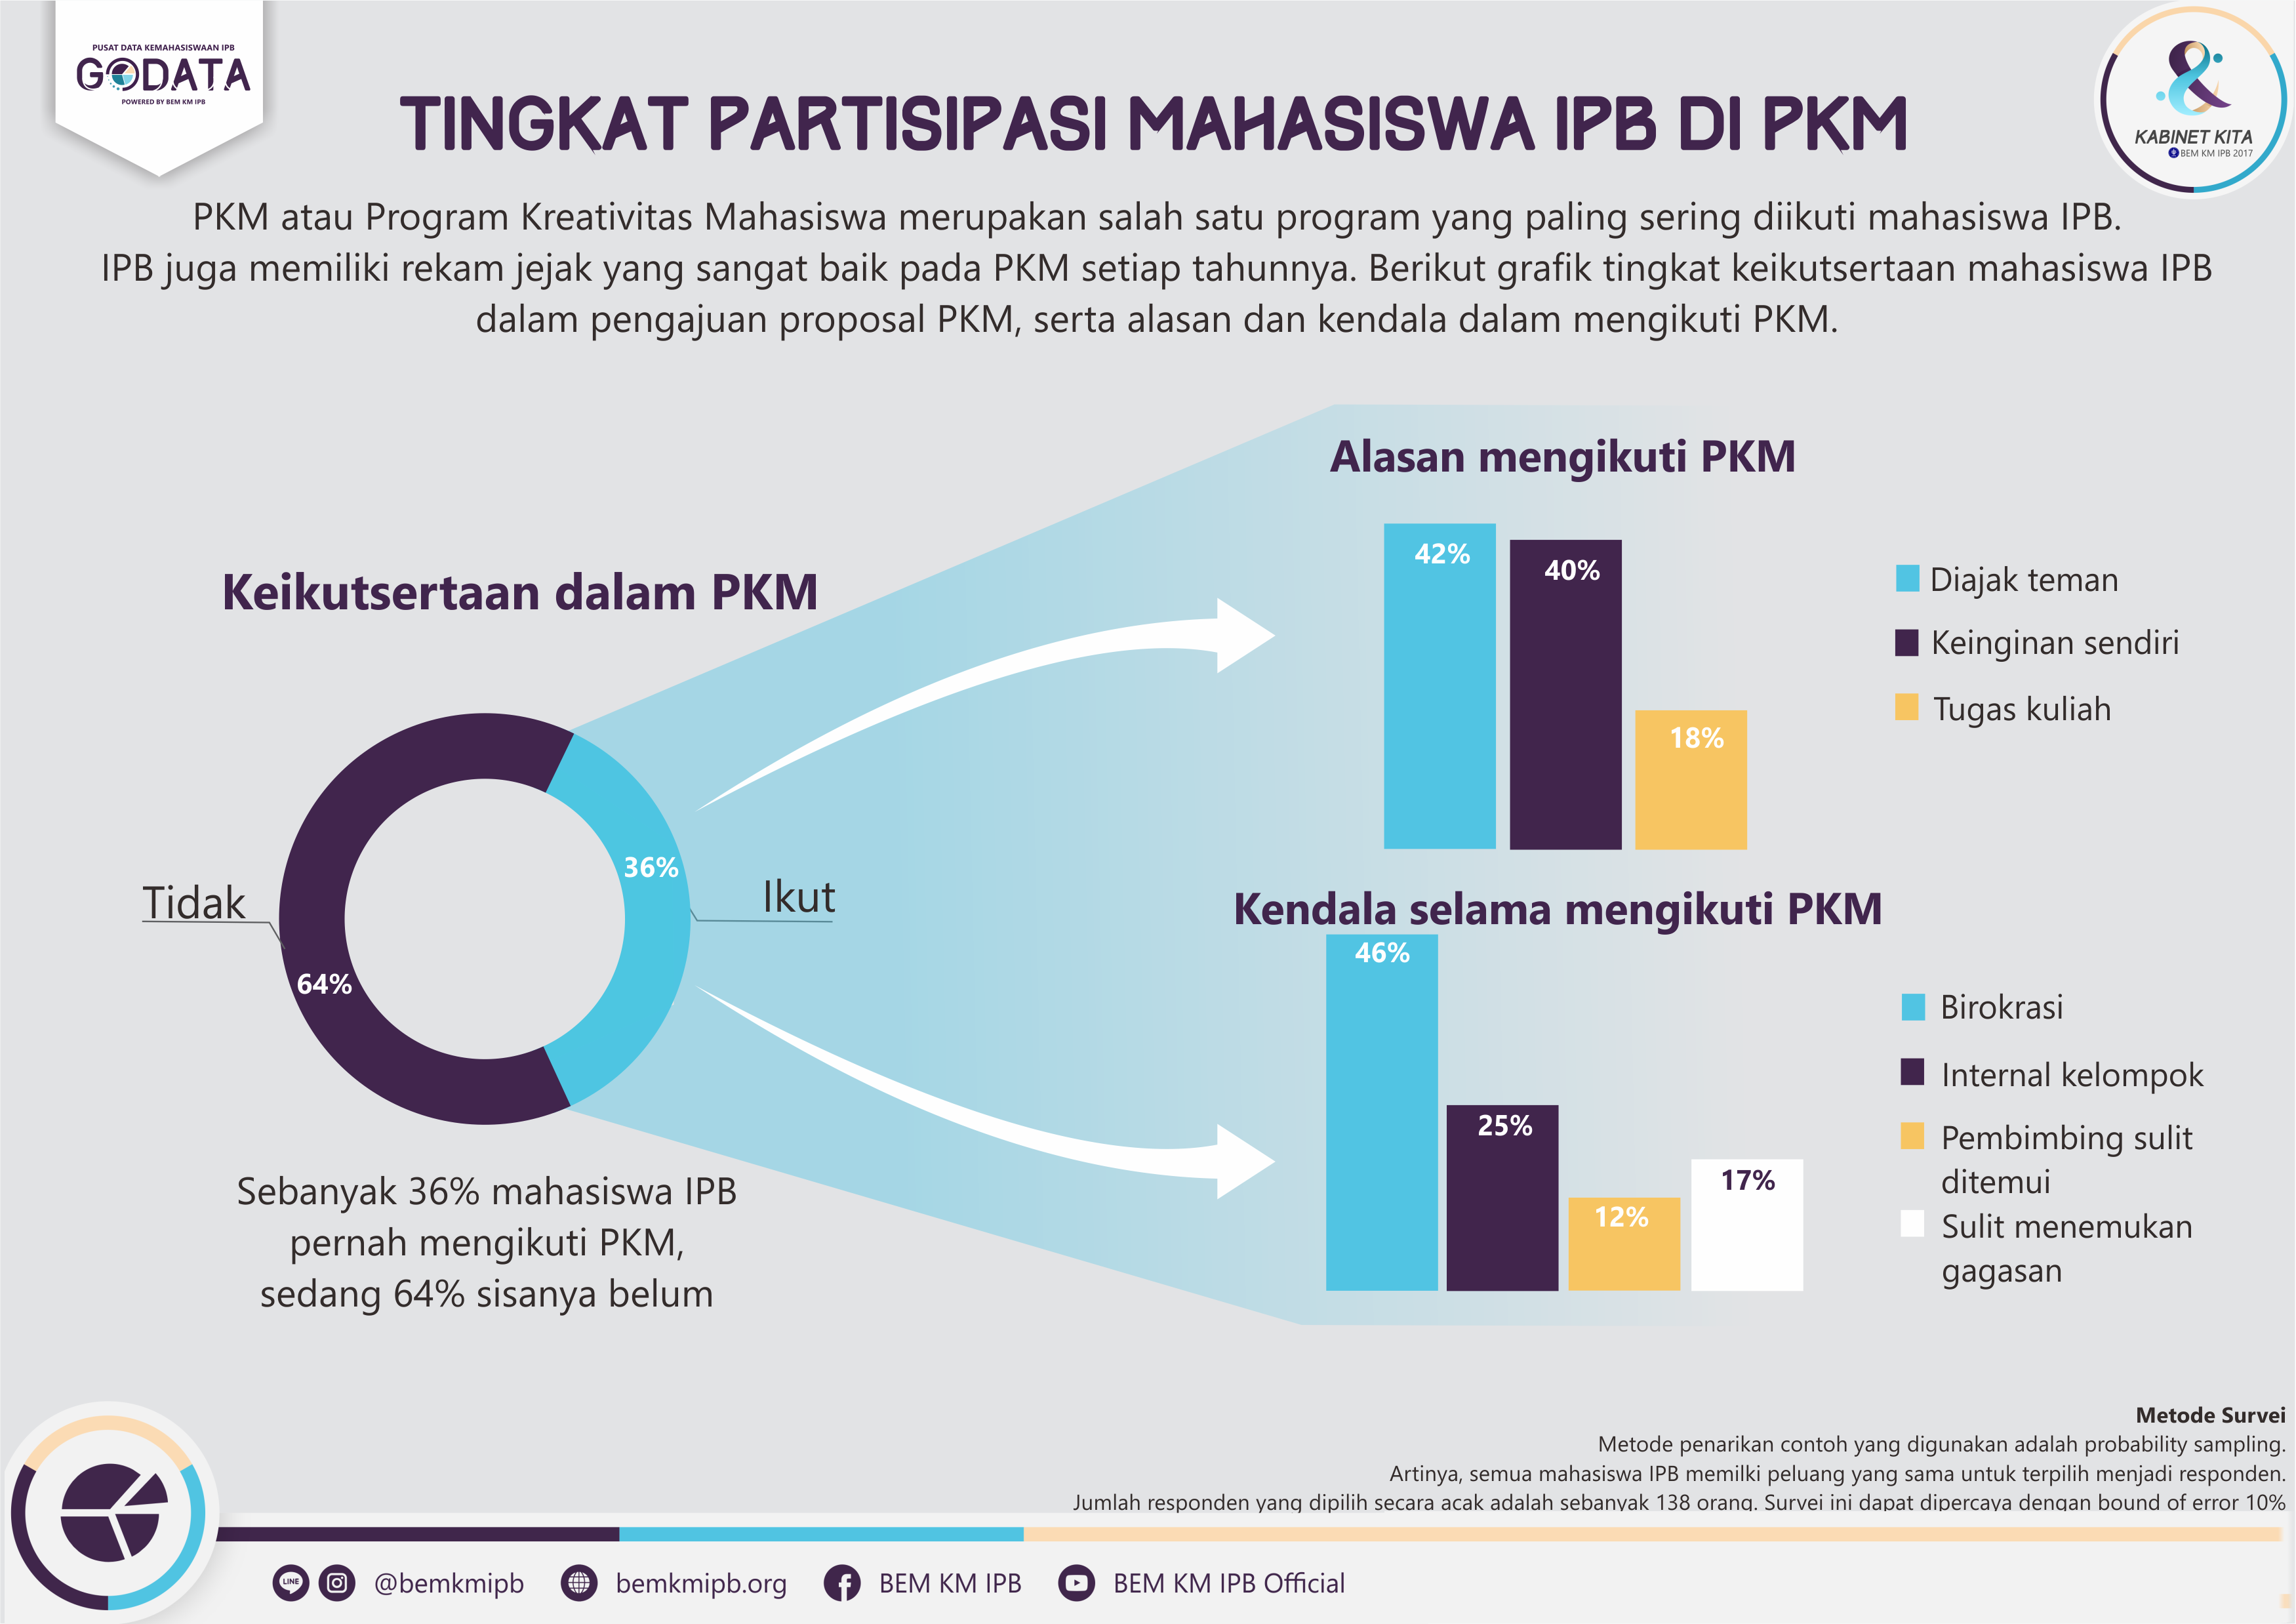 PUSAT DATA KEMAHASISWAAN IPB
GODATA
POWERED BY BEM KM IPB
KABINET KITA
BEM KM IPB 2017
TINGKAT PARTISIPASI MAHASISWA IPB DI PKM
PKM atau Program Kreativitas Mahasiswa merupakan salah satu program yang paling sering diikuti mahasiswa IPB.
IPB juga memiliki rekam jejak yang sangat baik pada PKM setiap tahunnya. Berikut grafik tingkat keikutsertaan mahasiswa IPB
dalam pengajuan proposal PKM, serta alasan dan kendala dalam mengikuti PKM.
Keikutsertaan dalam PKM
Tidak
64%
36%
Ikut
Sebanyak 36% mahasiswa IPB
pernah mengikuti PKM,
sedang 64% sisanya belum
Alasan mengikuti PKM
42%
40%
18%
Diajak teman
Keinginan sendiri
Tugas kuliah
Kendala selama mengikuti PKM
46%
25%
12%
17%
Birokrasi
Internal kelompok
Pembimbing sulit
ditemui
Sulit menemukan
gagasan
Metode Survei
Metode penarikan contoh yang digunakan adalah probability sampling.
Artinya, semua mahasiswa IPB memilki peluang yang sama untuk terpilih menjadi responden.
Jumlah responden yang dipilih secara acak adalah sebanyak 138 orang. Survei ini dapat dipercaya dengan bound of error 10%
LINE
@bemkmipb
bemkmipb.org
BEM KM IPB
BEM KM IPB Official